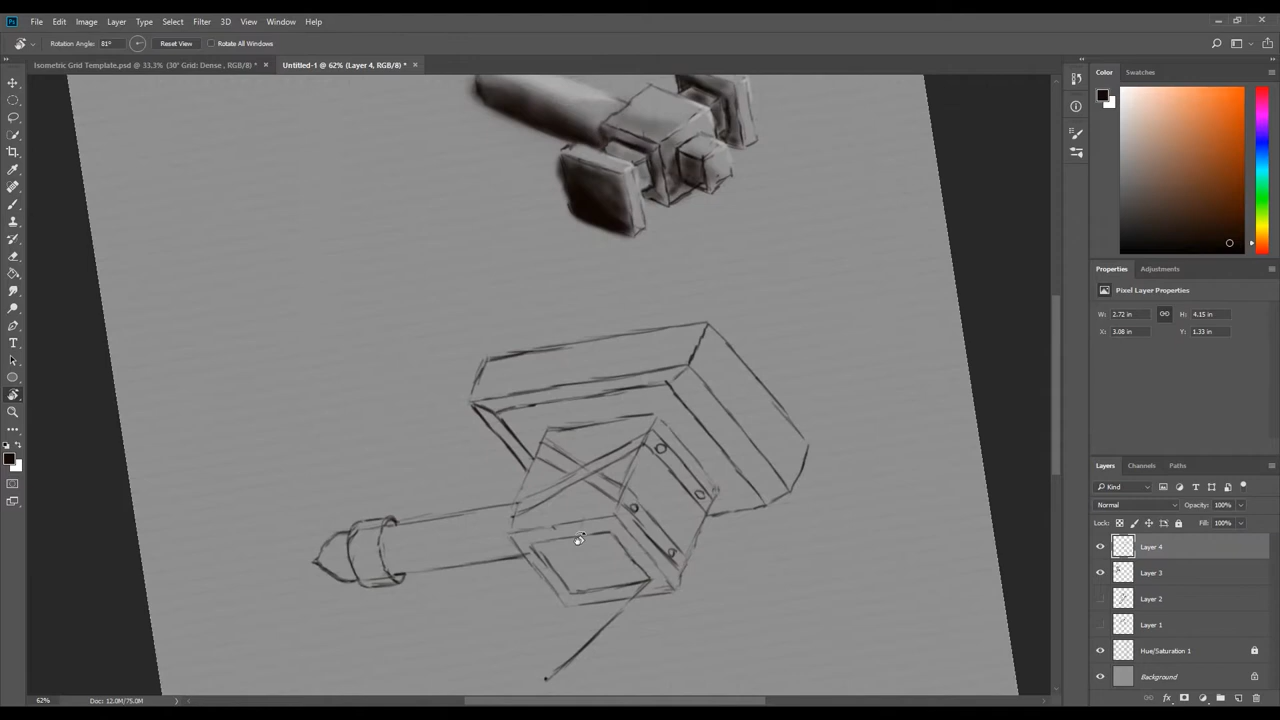 Ps File Edit Image Layer Type Select Filter 3D View Window Help
Rotation Angle: 81° Reset View Rotate All Windows
Isometric Grid Template.psd @ 33.3% (30° Grid: Dense , RGB/8) * × Untitled-1 @ 62% (Layer 4, RGB/8) * ×
Color Swatches
Properties Adjustments
Pixel Layer Properties
W: 2.72 in H: 4.15 in
X: 3.08 in Y: 1.33 in
Layers Channels Paths
Kind
Normal Opacity: 100%
Lock: Fill: 100%
Layer 4
Layer 3
Layer 2
Layer 1
Hue/Saturation 1
Background
62% Doc: 12.0M/75.0M